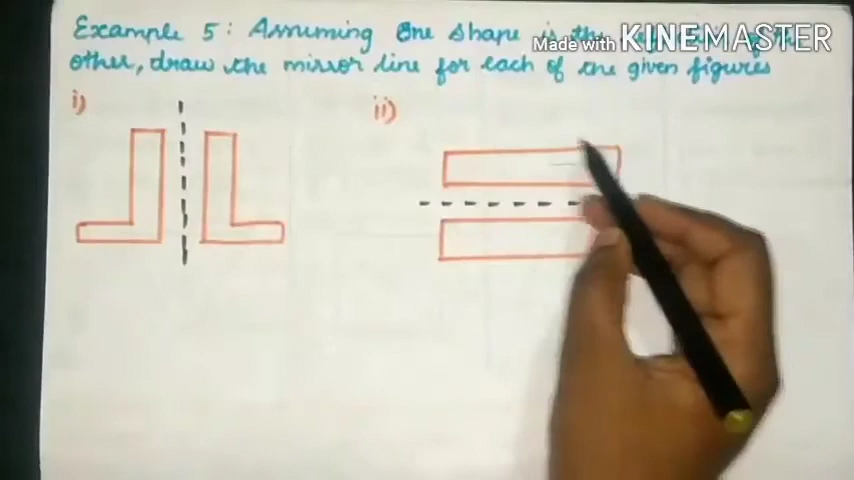 Example 5: Assuming One shape is the
other, draw the mirror line for each of the given figures
i)
ii)
Made with KINEMASTER